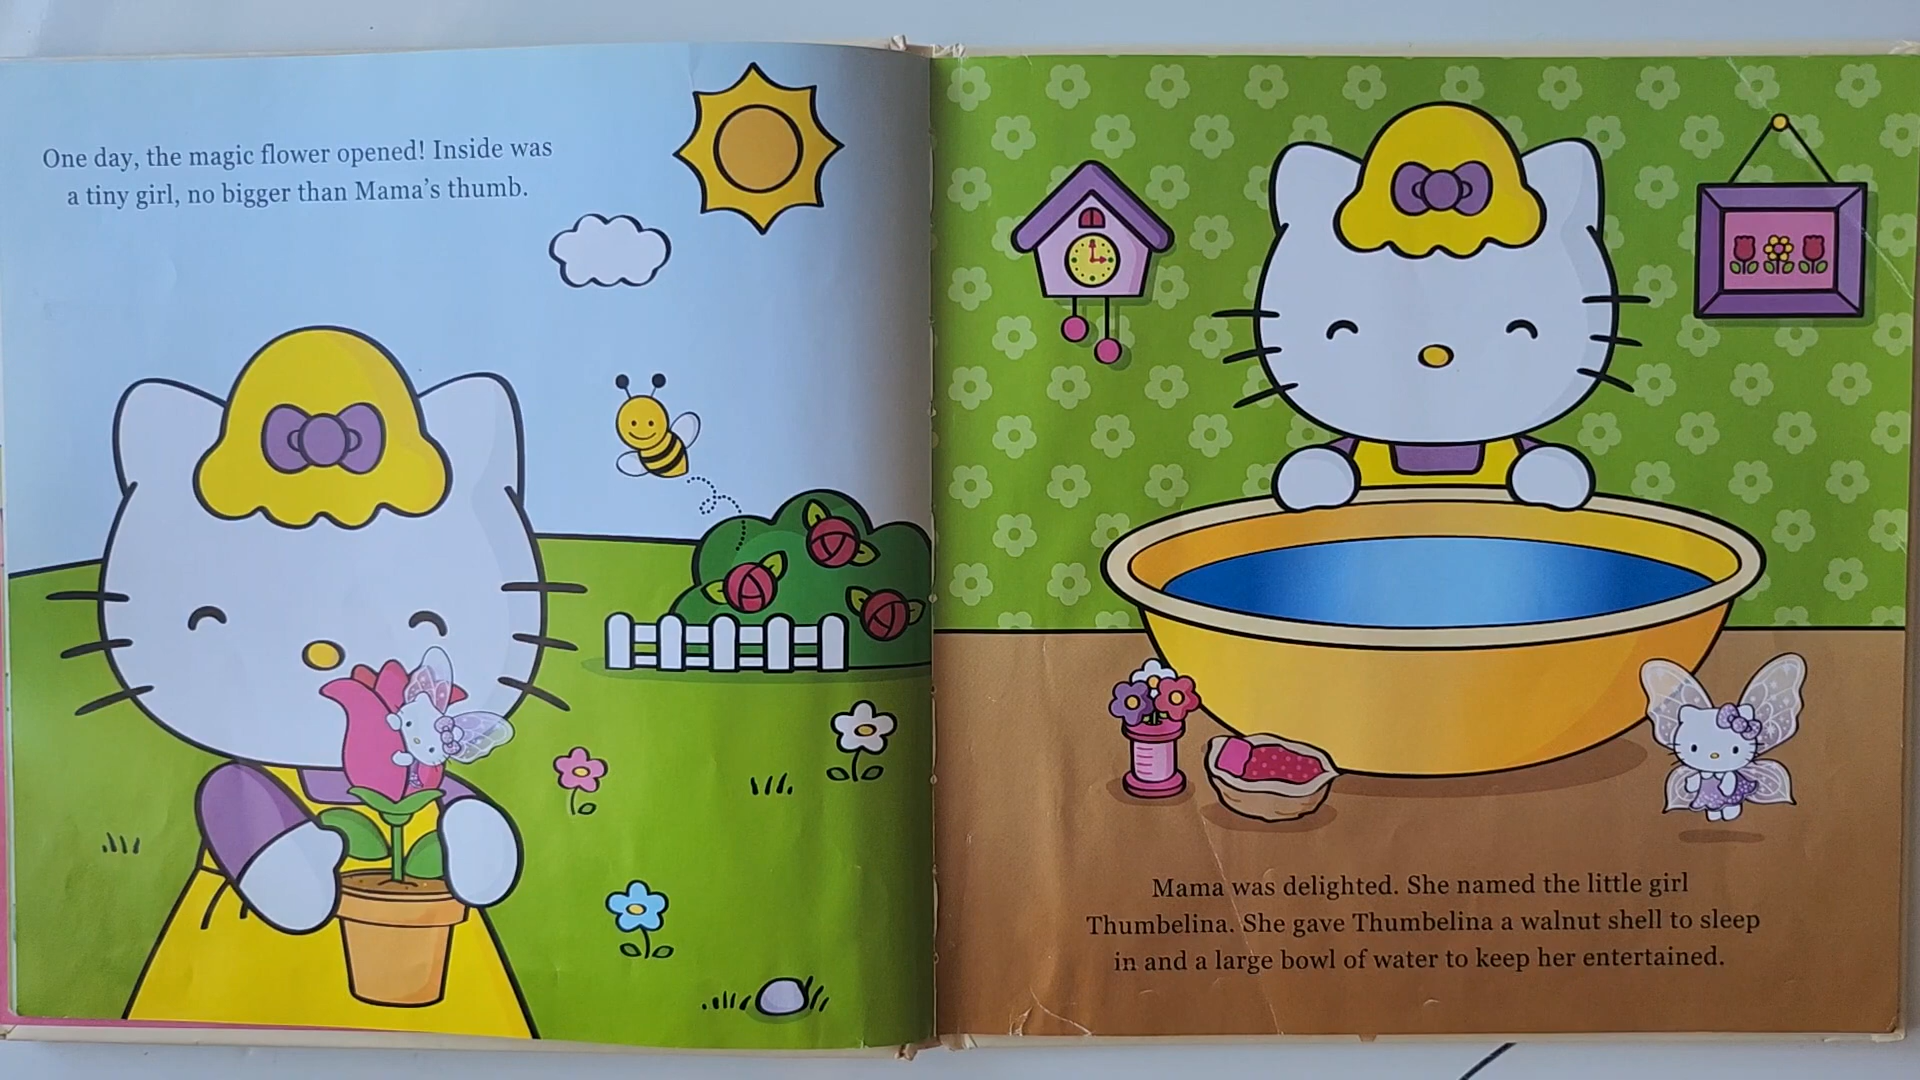 One day, the magic flower opened! Inside was
a tiny girl, no bigger than Mama’s thumb.
Mama was delighted. She named the little girl
Thumbelina. She gave Thumbelina a walnut shell to sleep
in and a large bowl of water to keep her entertained.